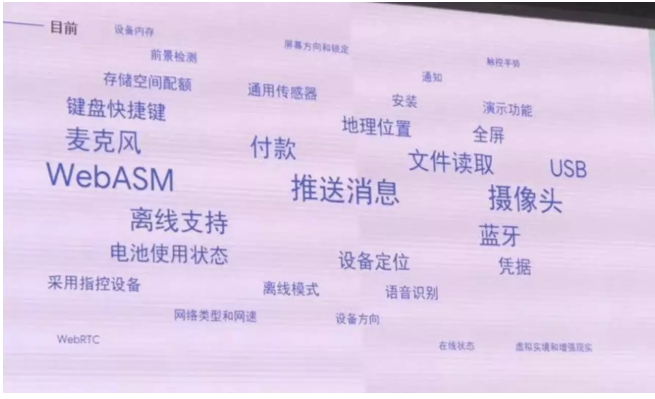 目前
设备内存
屏幕方向和锁定
前景检测
触控手势
通知
存储空间配额
通用传感器
安装
演示功能
键盘快捷键
地理位置
全屏
麦克风
付款
文件读取
USB
WebASM
推送消息
摄像头
离线支持
蓝牙
电池使用状态
设备定位
凭据
采用指控设备
离线模式
语音识别
网络类型和网速
设备方向
WebRTC
在线状态
虚拟实境和增强现实